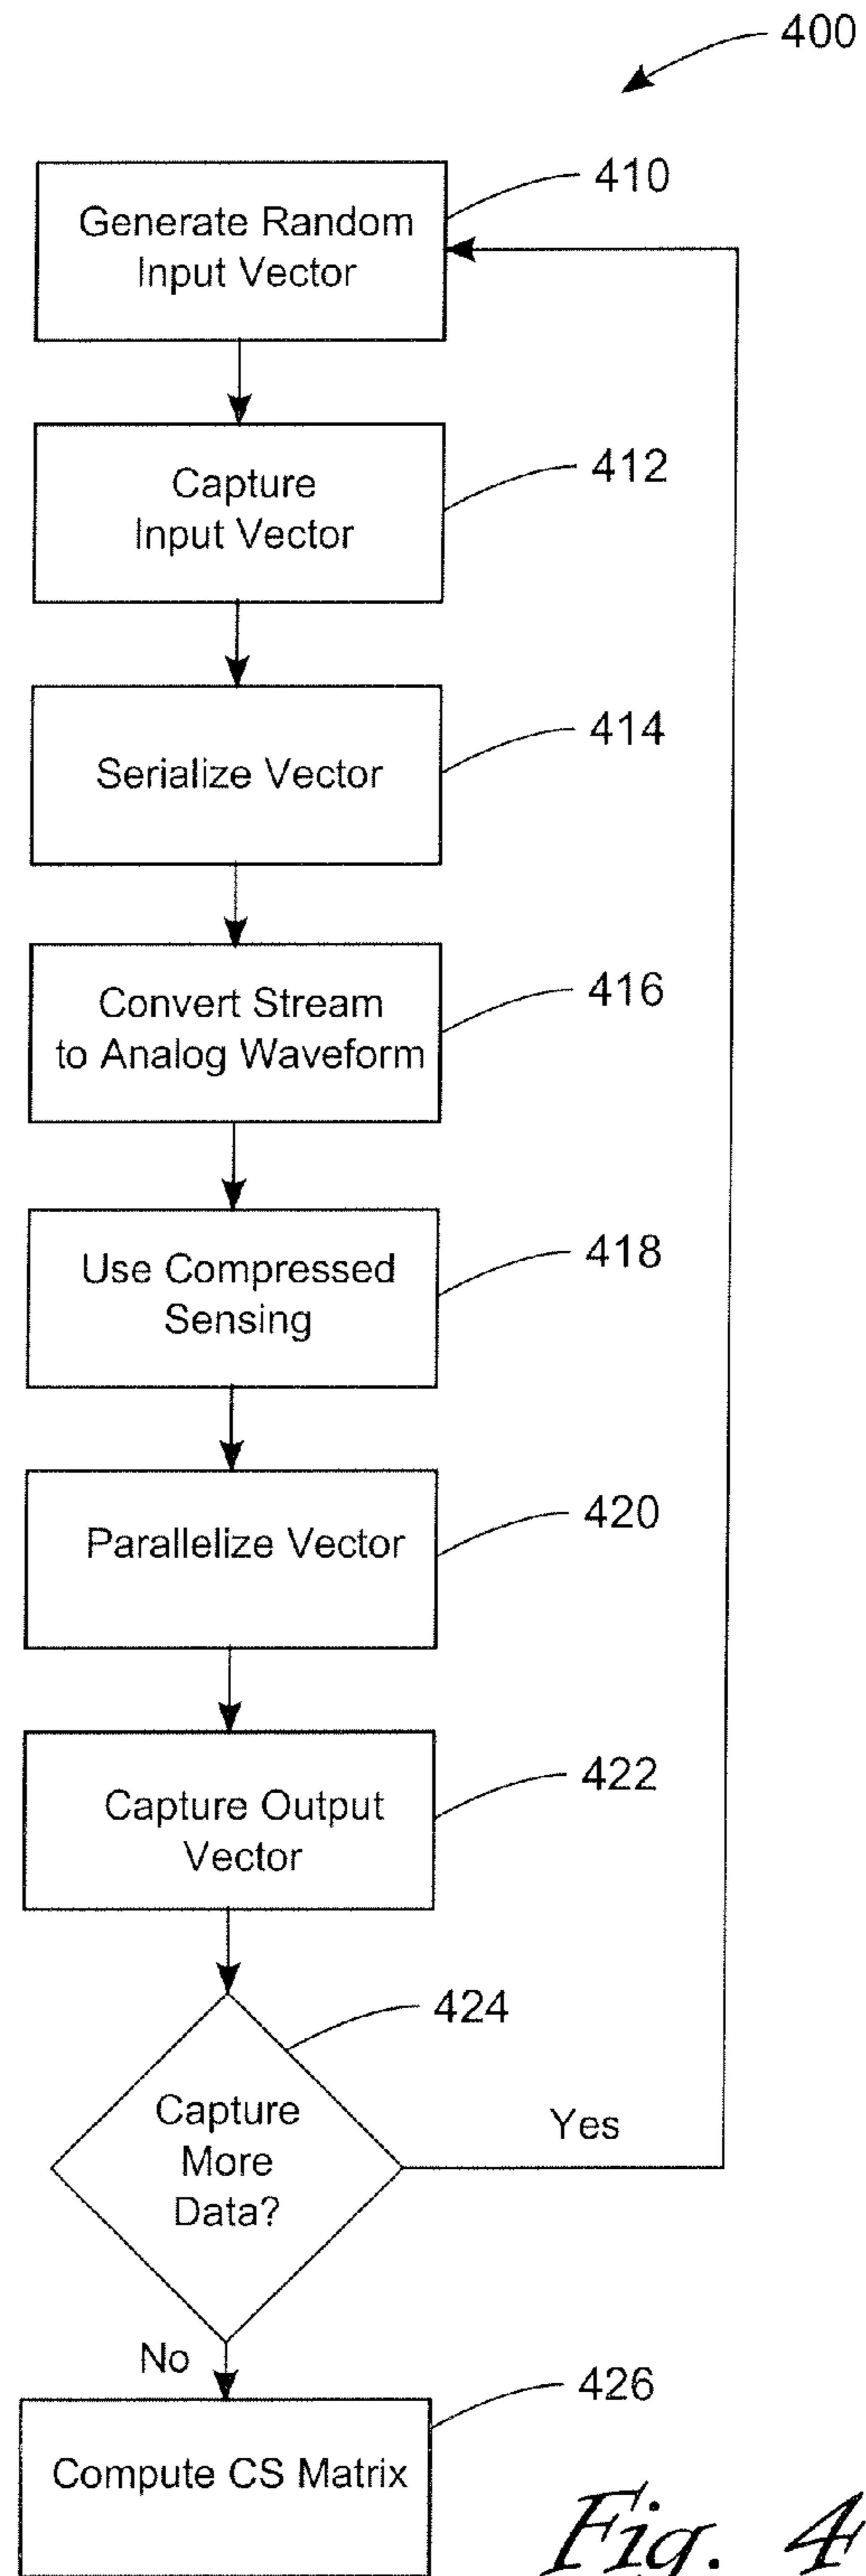 400
410
Generate Random
Input Vector
412
Capture
Input Vector
414
Serialize Vector
416
Convert Stream
to Analog Waveform
418
Use Compressed
Sensing
420
Parallelize Vector
422
Capture Output
Vector
424
Capture
More
Data?
Yes
No
426
Compute CS Matrix
Fig. 4